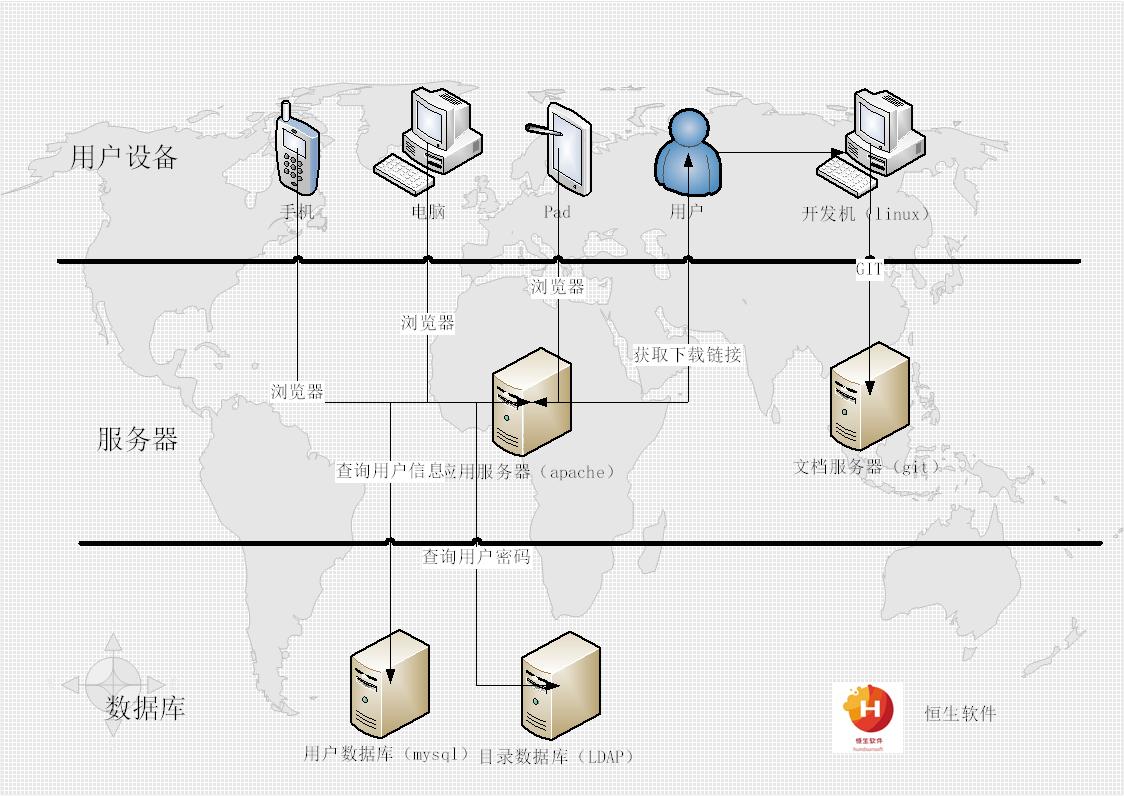 用户设备
手机
电脑
Pad
用户
开发机（linux）
GIT
浏览器
浏览器
获取下载链接
浏览器
服务器
查询用户信息
应用服务器（apache）
文档服务器（git）
查询用户密码
数据库
用户数据库（mysql）
目录数据库（LDAP）
H
恒生软件
hundsunsoft
恒生软件